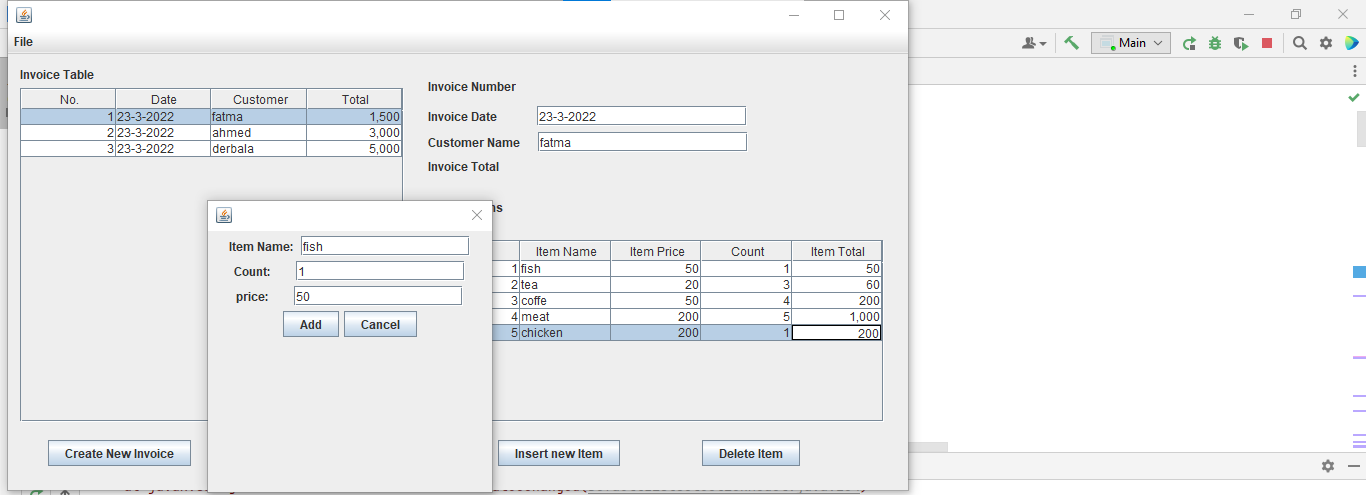 File
Main
Invoice Table
No. Date Customer Total
1 23-3-2022 fatma 1,500
2 23-3-2022 ahmed 3,000
3 23-3-2022 derbala 5,000
Invoice Number
Invoice Date 23-3-2022
Customer Name fatma
Invoice Total
Item Name: fish
Count: 1
price: 50
Add Cancel
Item Name Item Price Count Item Total
1 fish 50 1 50
2 tea 20 3 60
3 coffe 50 4 200
4 meat 200 5 1,000
5 chicken 200 1 200
Create New Invoice Insert new Item Delete Item